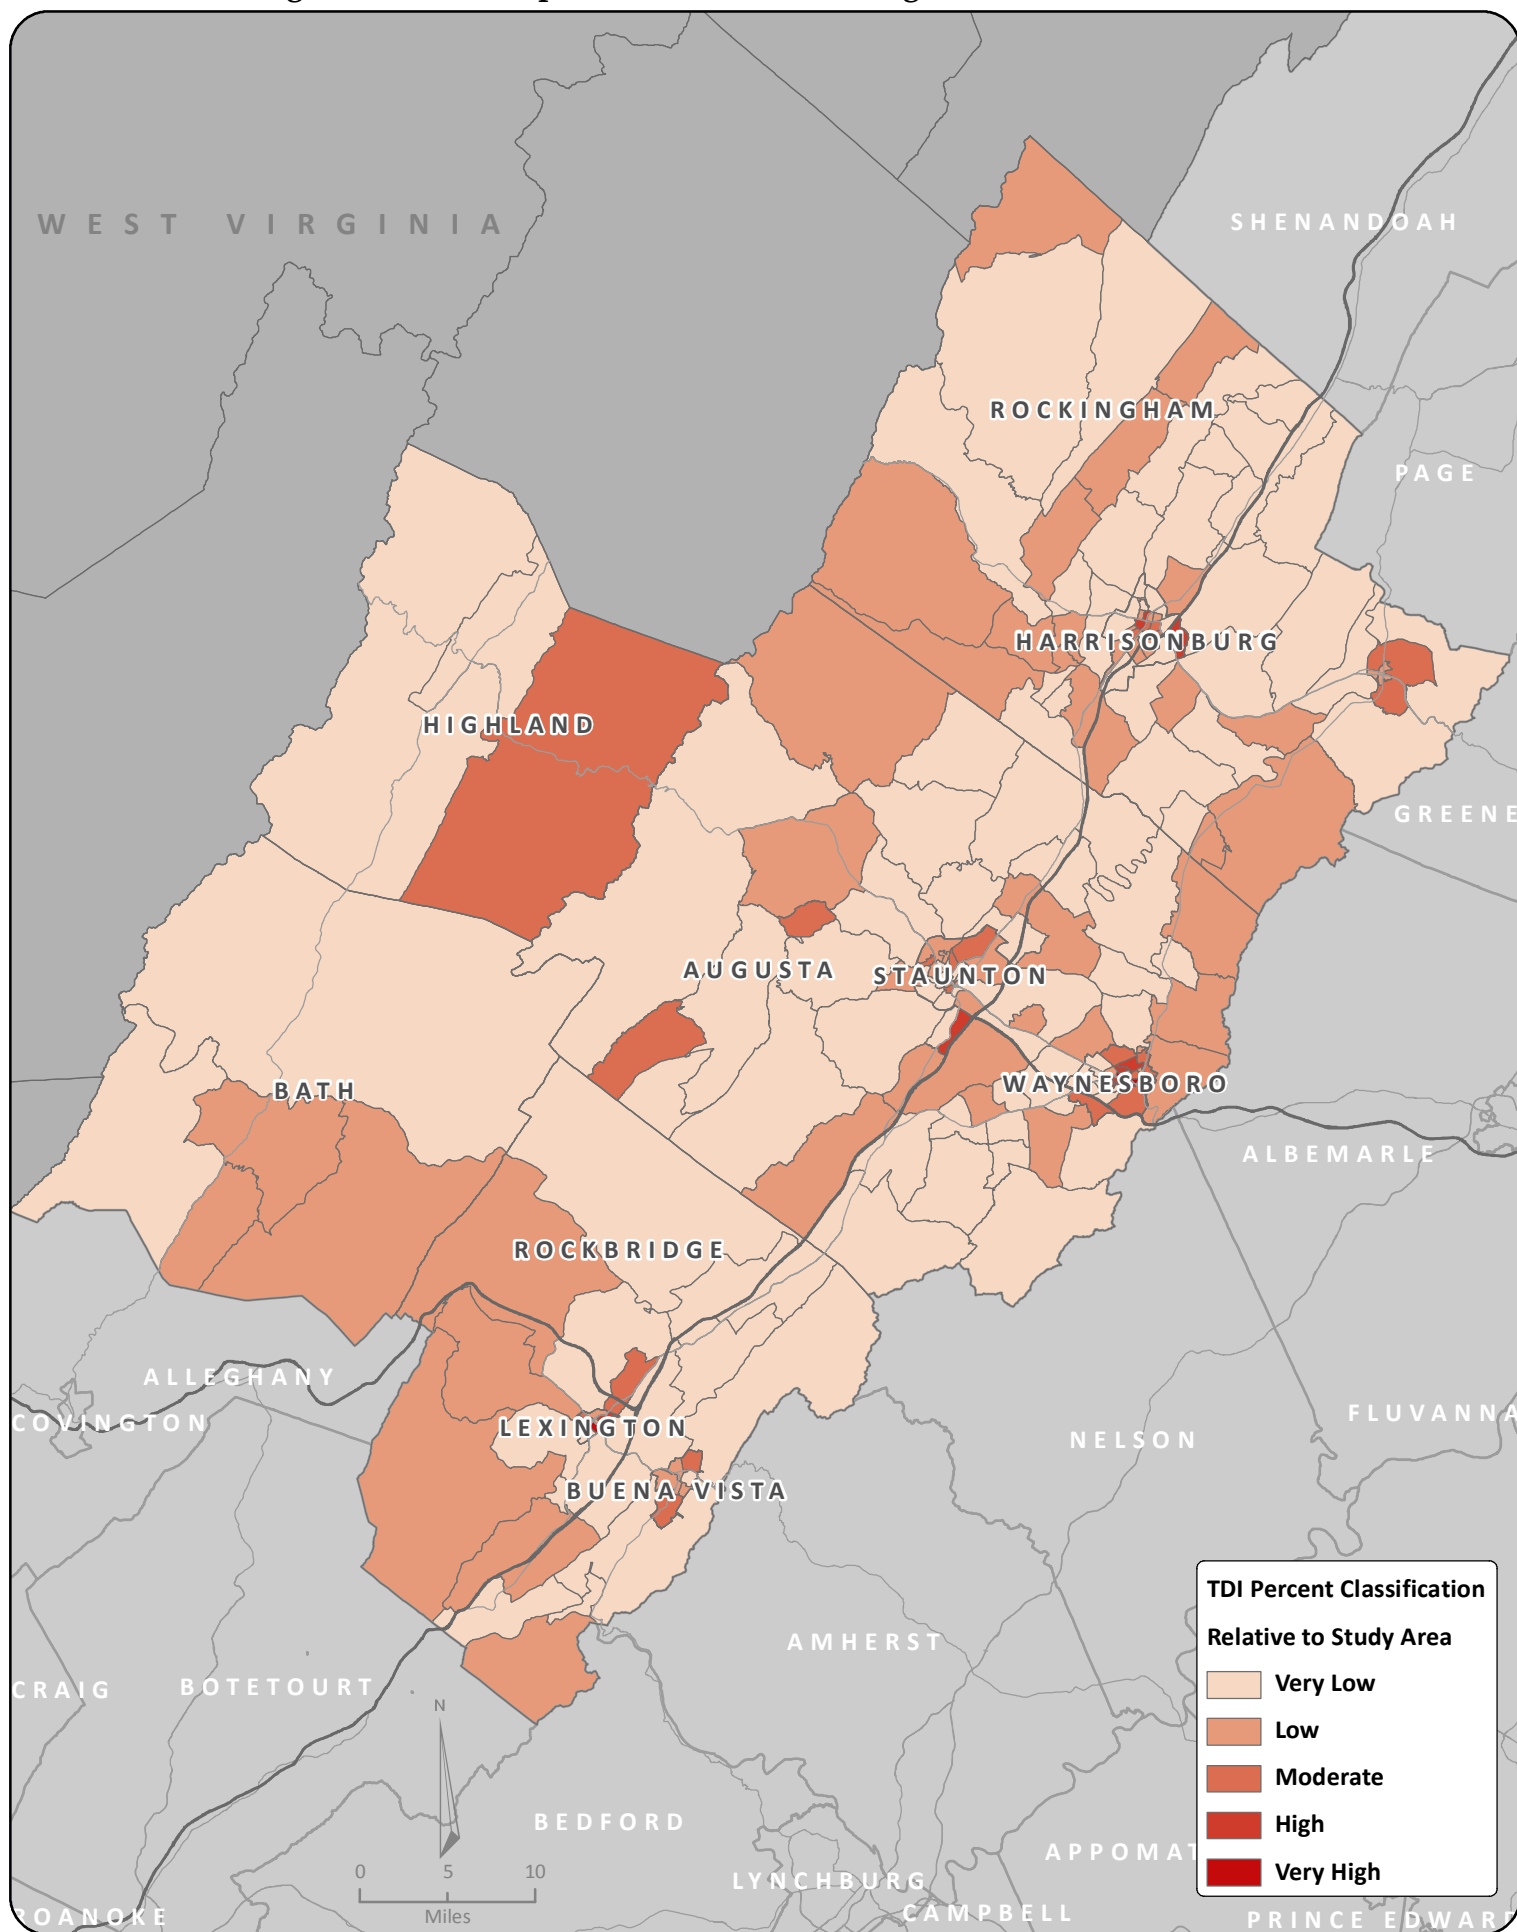 WEST VIRGINIA
SHENANDOAH
ROCKINGHAM
PAGE
HARRISONBURG
HIGHLAND
GREENE
AUGUSTA
STAUNTON
BATH
WAYNESBORO
ALBEMARLE
ROCKBRIDGE
ALLEGHANY
COVINGTON
LEXINGTON
FLUVANNA
NELSON
BUENA VISTA
TDI Percent Classification
Relative to Study Area
Very Low
Low
Moderate
High
Very High
AMHERST
CRAIG
BOTETOURT
N
BEDFORD
APPOMAT
0 5 10
Miles
LYNCHBURG
CAMPBELL
ROANOKE
PRINCE EDWARD